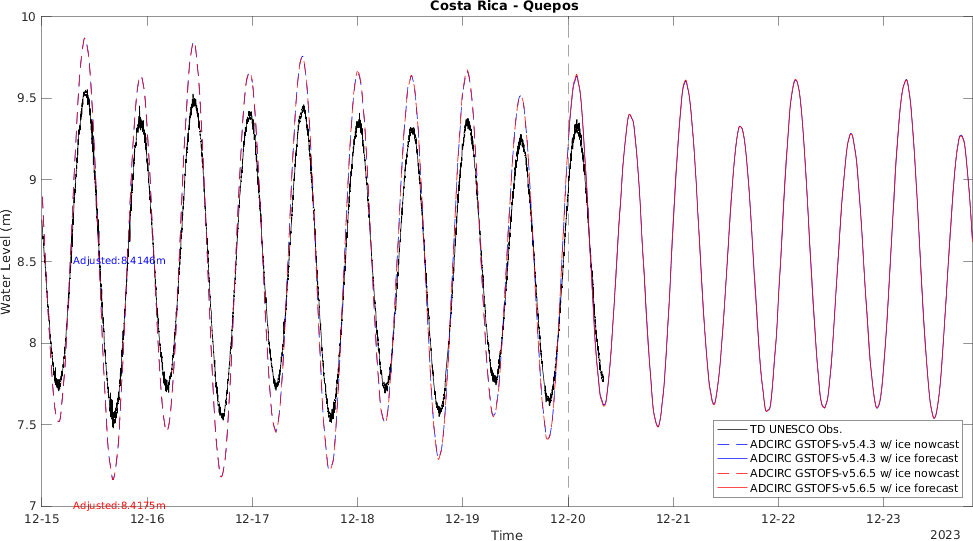 Costa Rica - Quepos
10
9.5
9
8.5
8
7.5
7
Water Level (m)
Adjusted:8.4146m
Adjusted:8.4175m
TD UNESCO Obs.
ADCIRC GSTOFS-v5.4.3 w/ ice nowcast
ADCIRC GSTOFS-v5.4.3 w/ ice forecast
ADCIRC GSTOFS-v5.6.5 w/ ice nowcast
ADCIRC GSTOFS-v5.6.5 w/ ice forecast
12-15 12-16 12-17 12-18 12-19 12-20 12-21 12-22 12-23
Time
2023